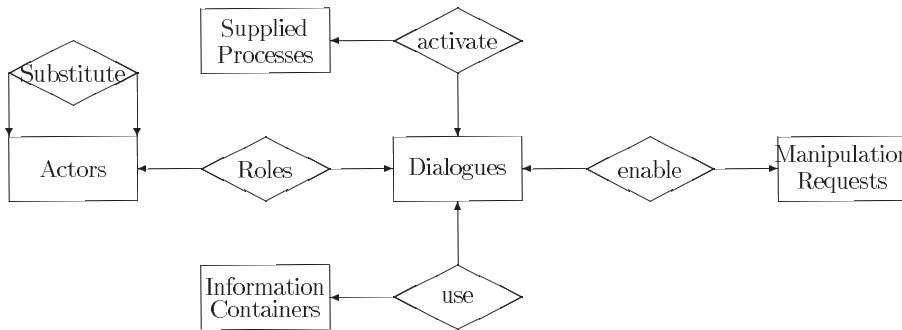 Supplied
Processes
activate
Substitute
Actors
Roles
Dialogues
enable
Manipulation
Requests
Information
Containers
use